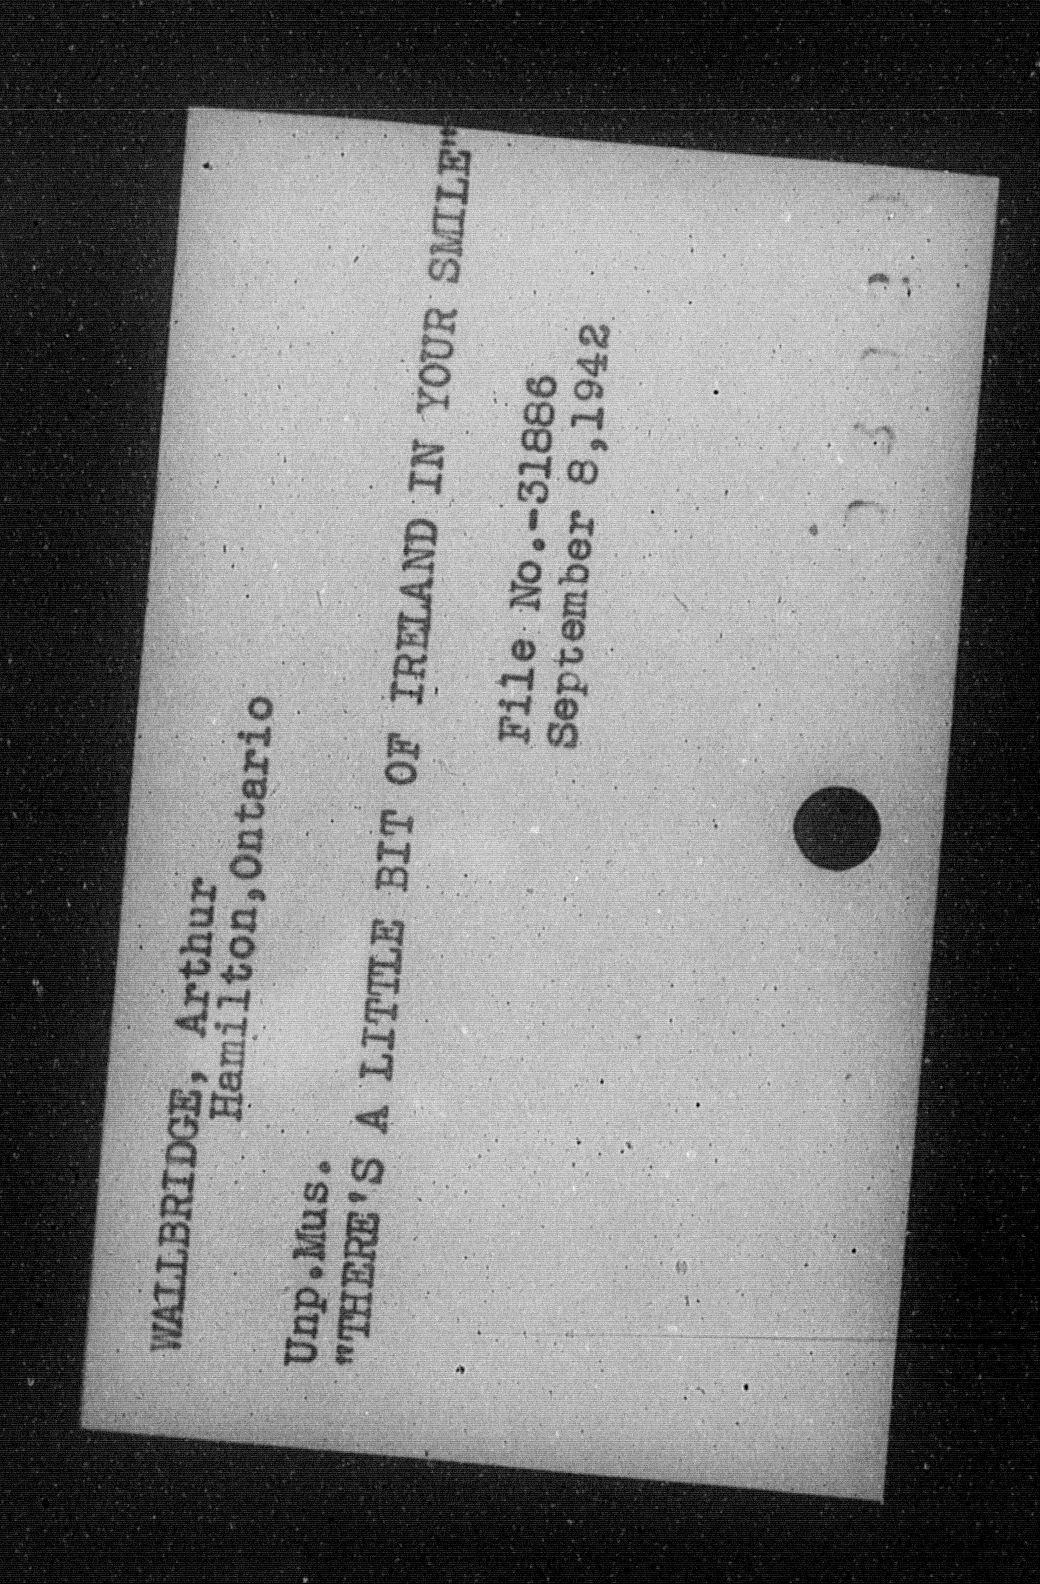 WALLBRIDGE, Arthur
Hamilton,Ontario
Unp.Mus.
"THERE'S A LITTLE BIT OF IRELAND IN YOUR SMILE"
File No.-31886
September 8,1942